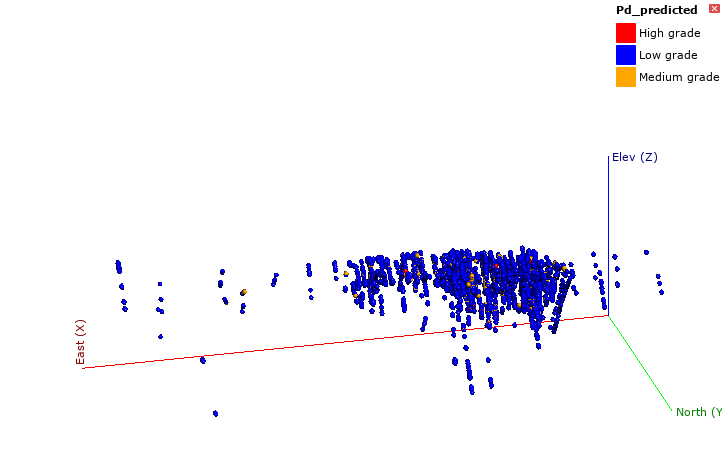 Pd_predicted
High grade
Low grade
Medium grade
Elev (Z)
East (X)
North (Y